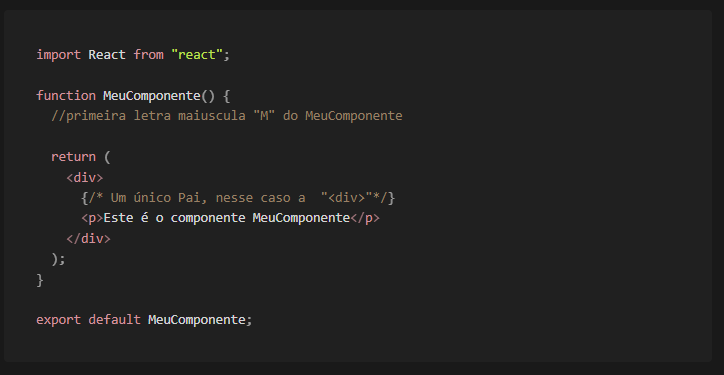 import React from "react";
function MeuComponente() {
//primeira letra maiuscula "M" do MeuComponente
return (
<div>
{/* Um único Pai, nesse caso a  "<div>"*/}
<p>Este é o componente MeuComponente</p>
</div>
);
}
export default MeuComponente;